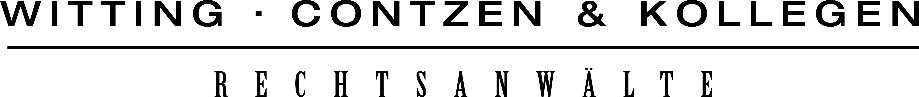 WITTING · CONTZEN & KOLLEGEN
RECHTSANWÄLTE